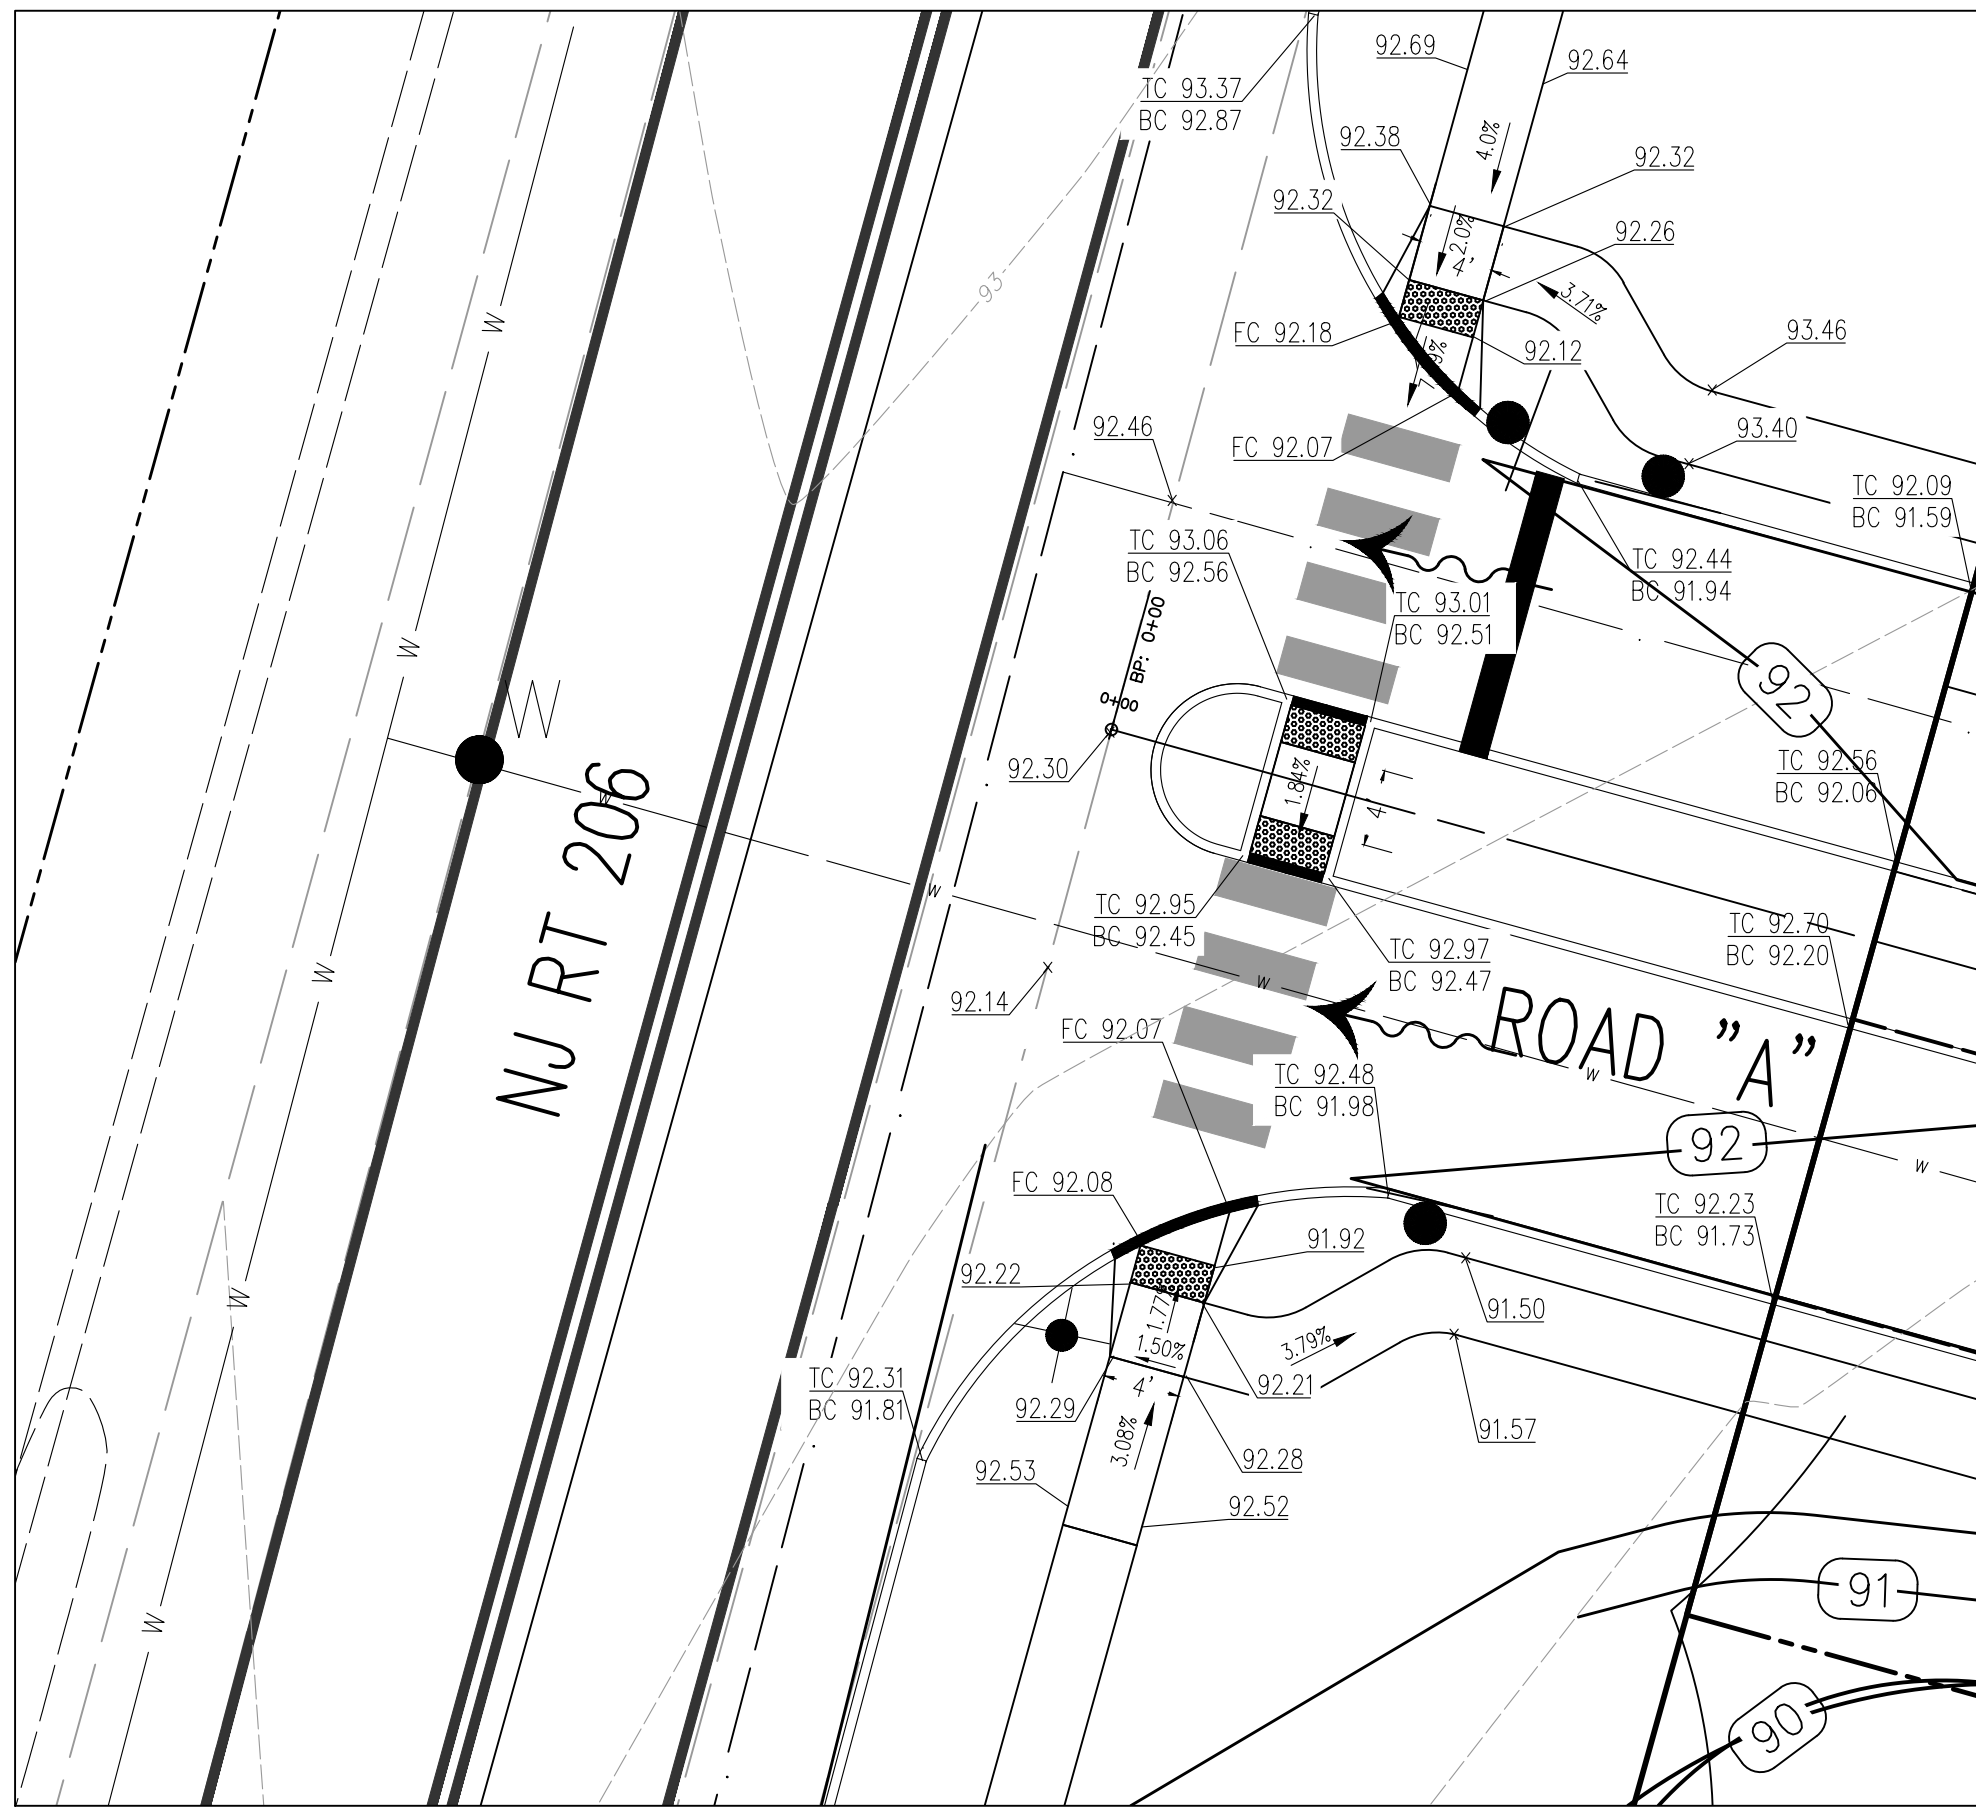 92.69
92.64
TC 93.37
BC 92.87
92.38
4.0%
92.32
92.32
2.0%
92.26
4'
93
3.71%
W
FC 92.18
92.12
93.46
92.46
FC 92.07
93.40
TC 92.09
BC 91.59
TC 93.06
BC 92.56
TC 92.44
BC 91.94
TC 93.01
BC 92.51
BP: 0+00
0+00
W
92
W
92.30
1.84%
4'
TC 92.56
BC 92.06
W
NJ RT 206
W
TC 92.95
BC 92.45
TC 92.70
BC 92.20
TC 92.97
BC 92.47
W
W
92.14
FC 92.07
ROAD "A"
TC 92.48
BC 91.98
W
92
W
FC 92.08
TC 92.23
BC 91.73
91.92
92.22
1.77%
W
91.50
1.50%
3.79%
TC 92.31
BC 91.81
4'
92.21
92.29
91.57
3.08%
92.28
92.53
92.52
91
W
90